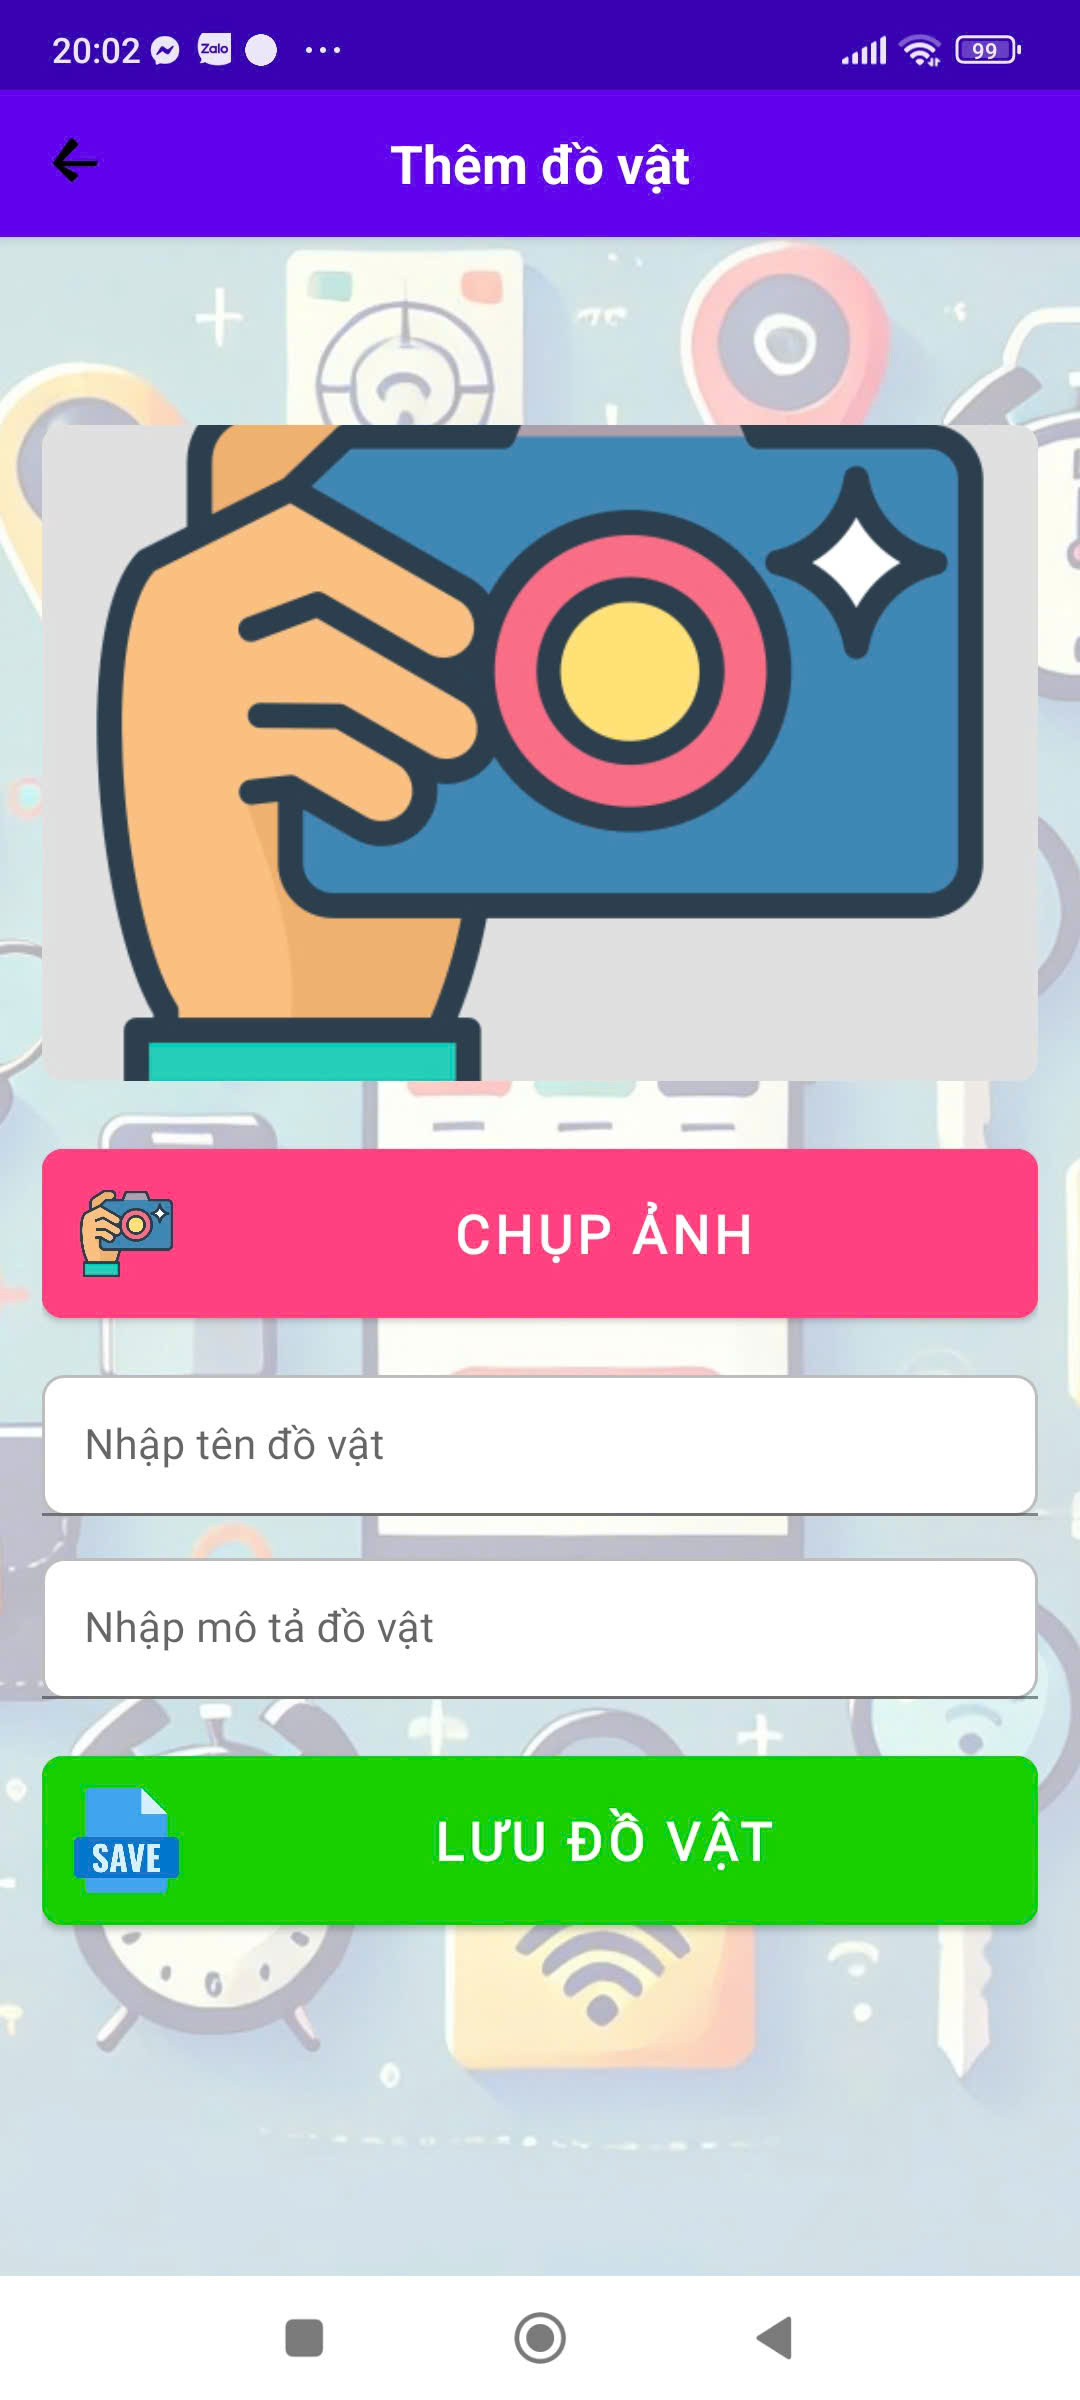 20:02 Zalo 99
Thêm đồ vật
CHỤP ẢNH
Nhập tên đồ vật
Nhập mô tả đồ vật
SAVE LƯU ĐỒ VẬT